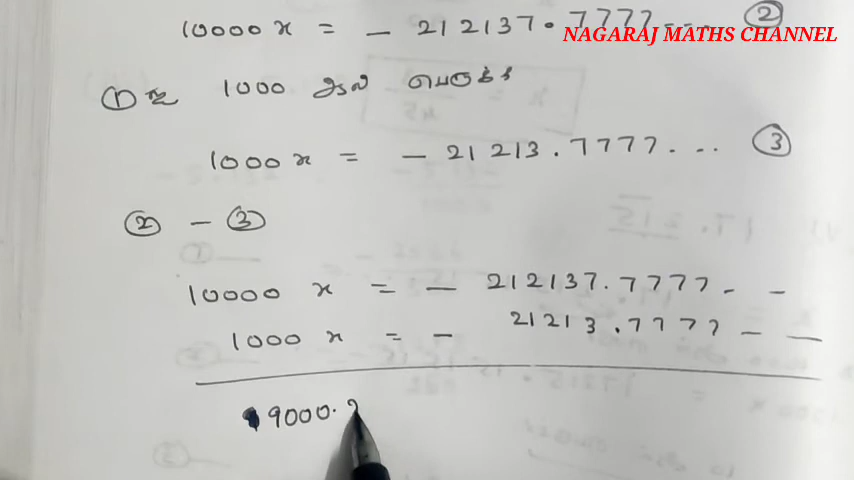 10000 x = - 212137.7777... ②
NAGARAJ MATHS CHANNEL
① ஐ 1000 ஆல் பெருக்க
1000 x = - 21213.7777... ③
② - ③
10000 x = - 212137.7777 - -
1000 x = - 21213.7777 - -
9000.